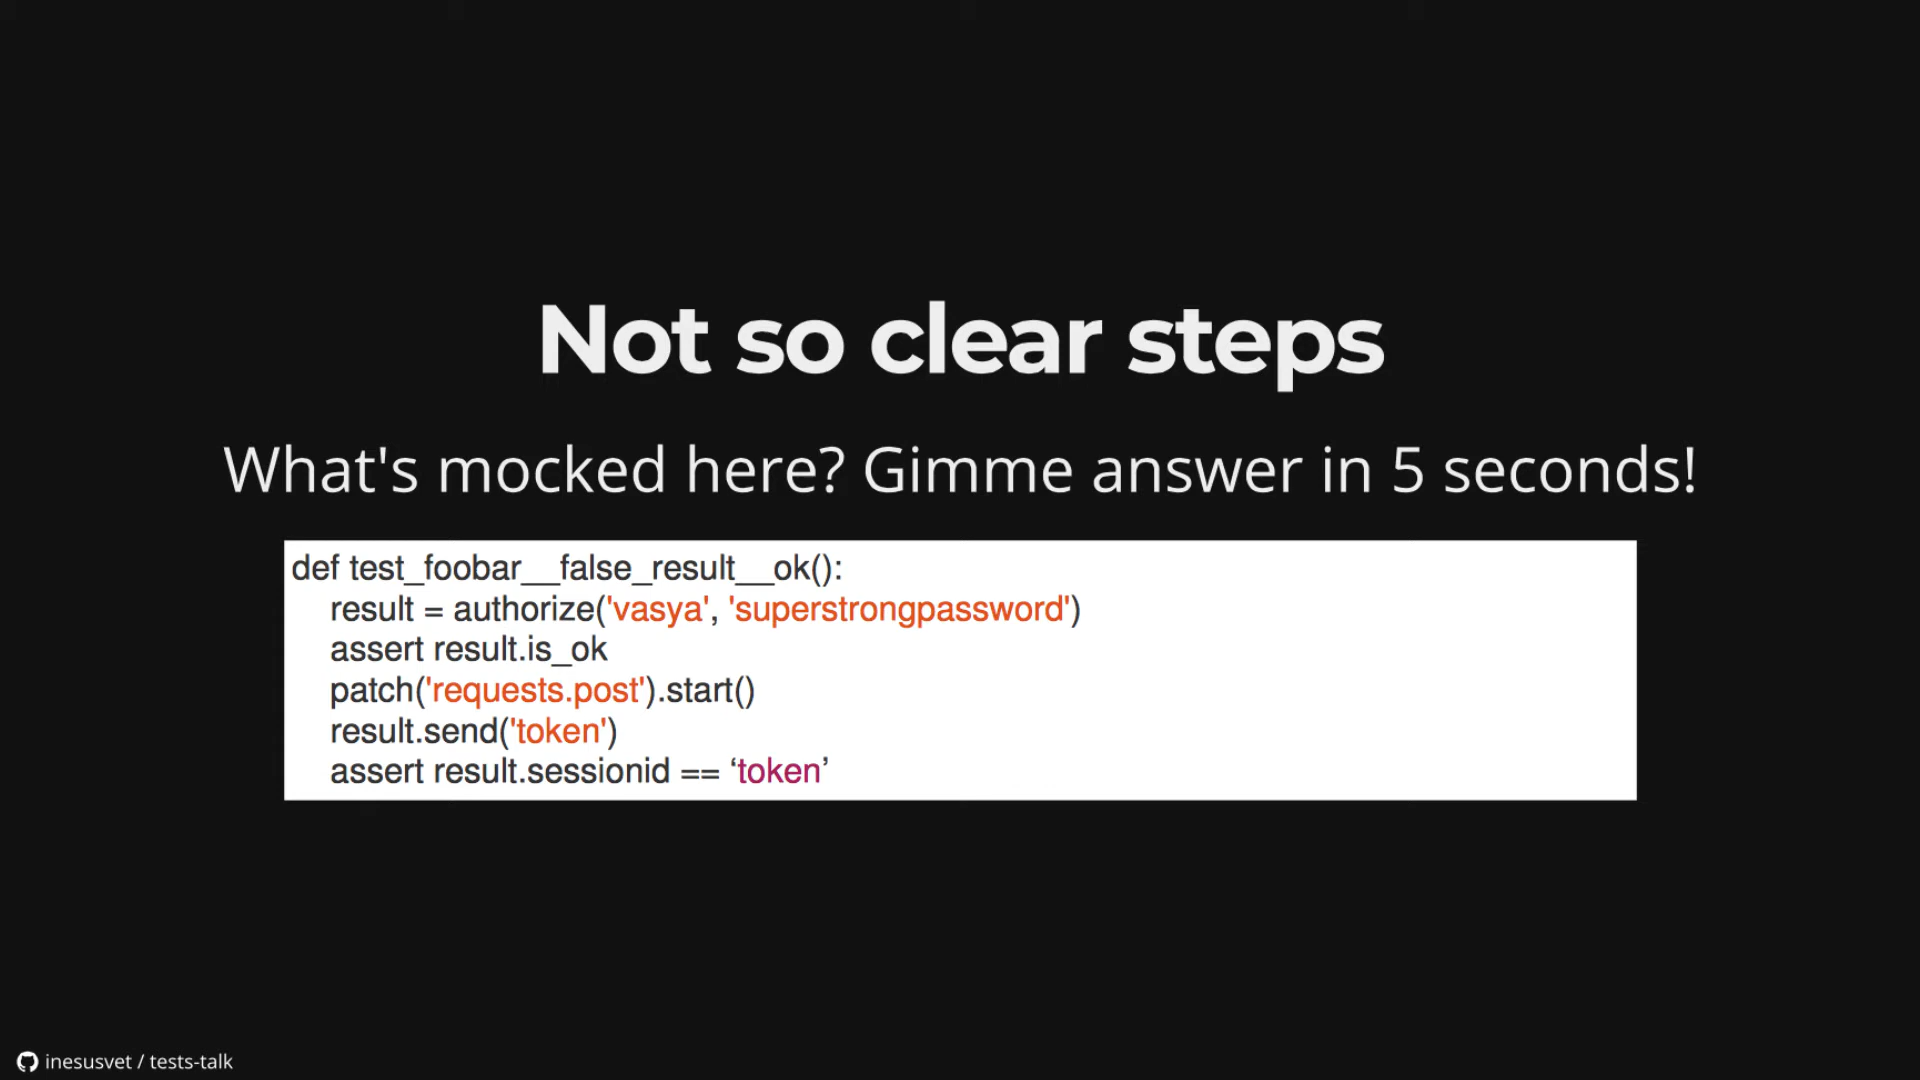 Not so clear steps
What's mocked here? Gimme answer in 5 seconds!
def test_foobar__false_result__ok():
    result = authorize('vasya', 'superstrongpassword')
    assert result.is_ok
    patch('requests.post').start()
    result.send('token')
    assert result.sessionid == ‘token’
inesusvet / tests-talk